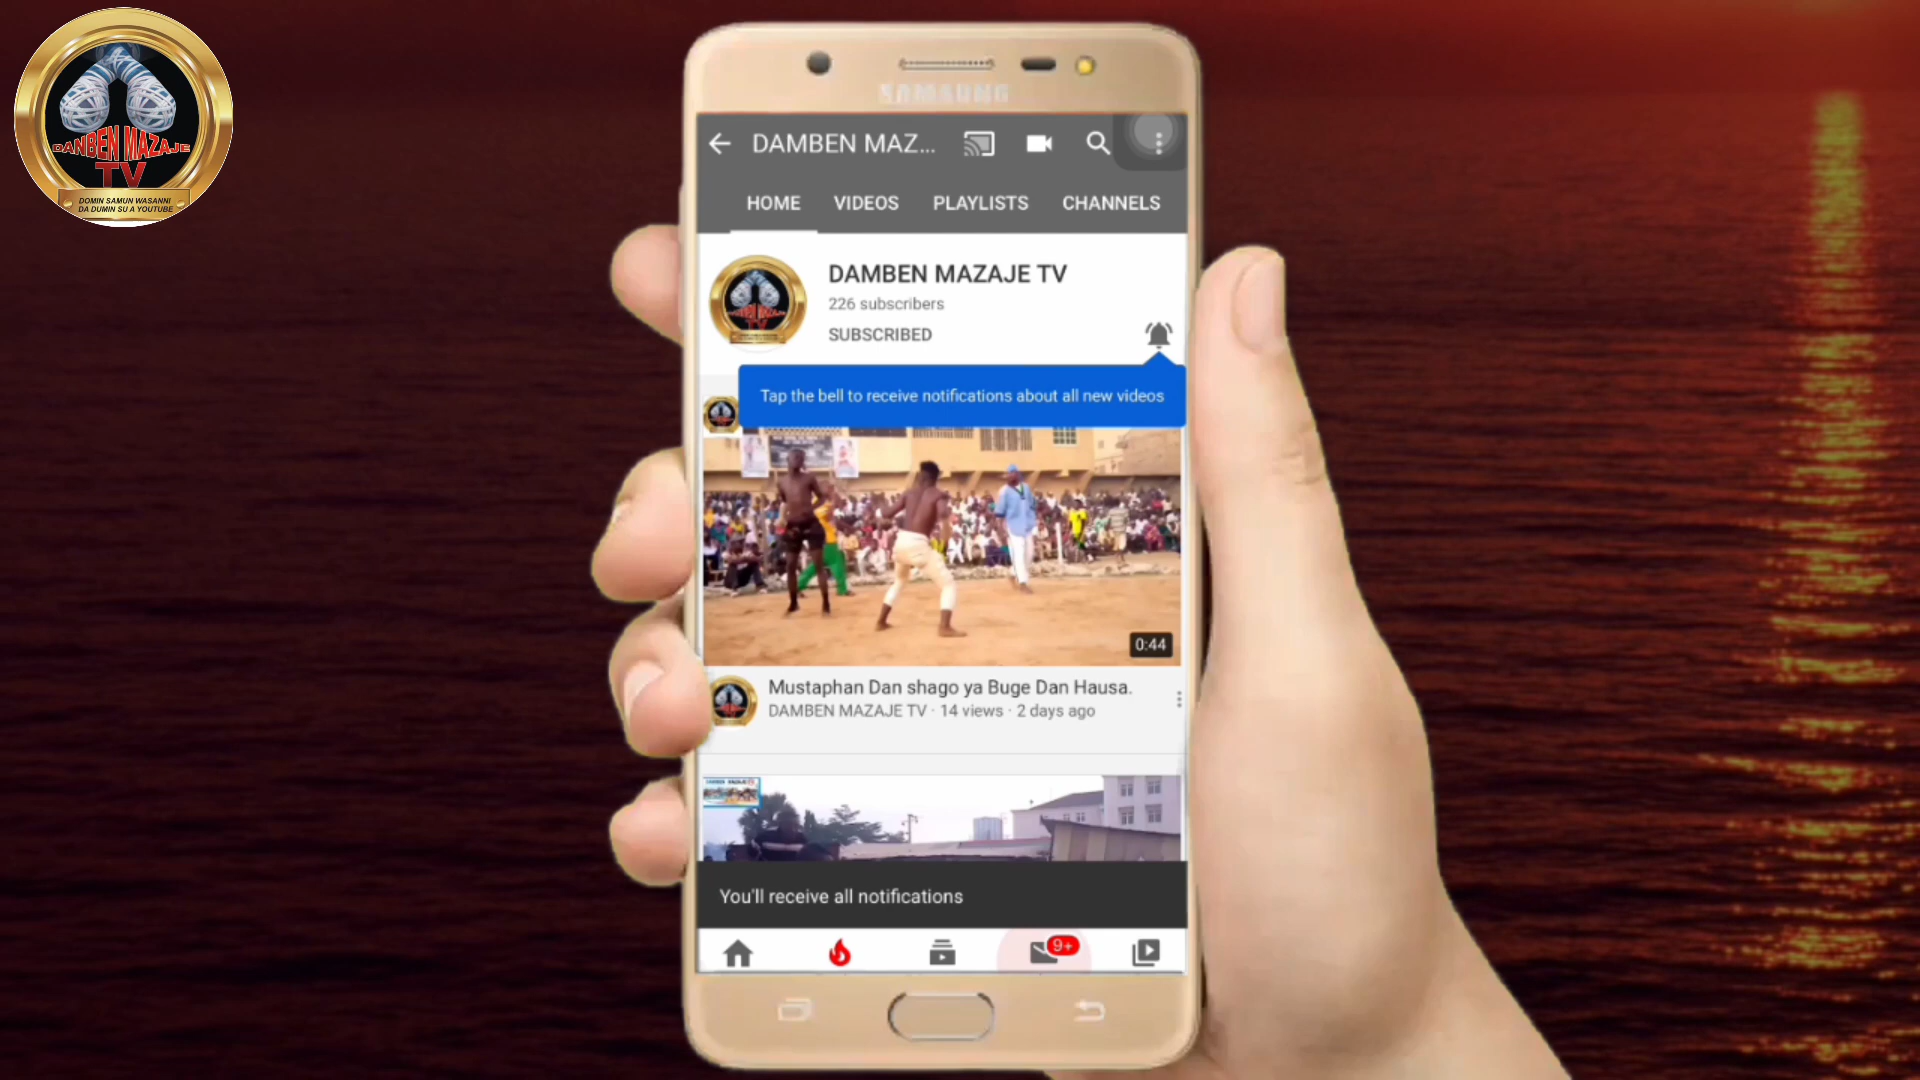 DANBEN MAZAJE
TV
DOMIN SAMUN WASANNI
DA DUMIN SU A YOUTUBE
SAMSUNG
DAMBEN MAZ...
HOME VIDEOS PLAYLISTS CHANNELS
DAMBEN MAZAJE TV
226 subscribers
SUBSCRIBED
Tap the bell to receive notifications about all new videos
0:44
Mustaphan Dan shago ya Buge Dan Hausa.
DAMBEN MAZAJE TV · 14 views · 2 days ago
You'll receive all notifications
9+